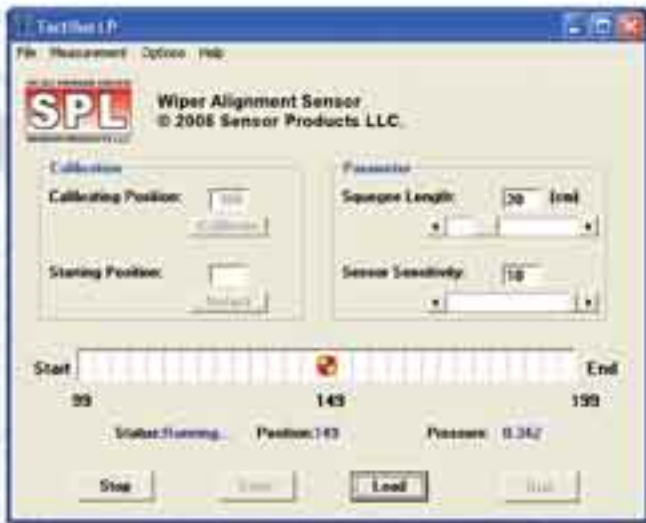 File Measurement Options Help
SPL
Wiper Alignment Sensor
© 2006 Sensor Products LLC.
Calibration
Calibrating Position:
Calibrate
Starting Position:
Parameter
Squeegee Length: 20 (cm)
Sensor Sensitivity: 10
Start
End
99 149 199
Status: Running... Position: 149 Pressure: 0.342
Stop
Load